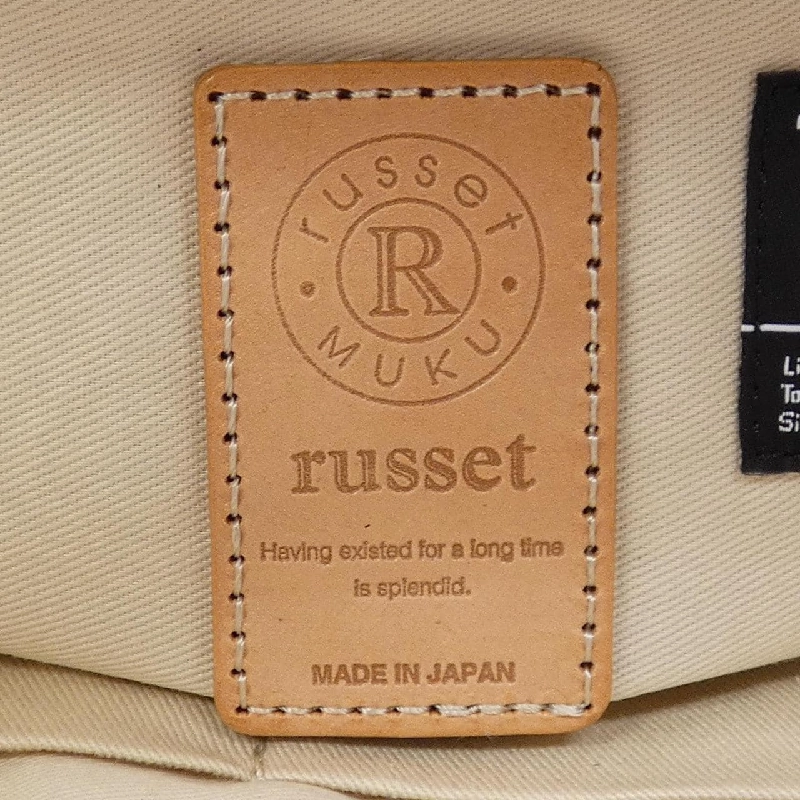 russet
R
MUKU
russet
Having existed for a long time
is splendid.
MADE IN JAPAN